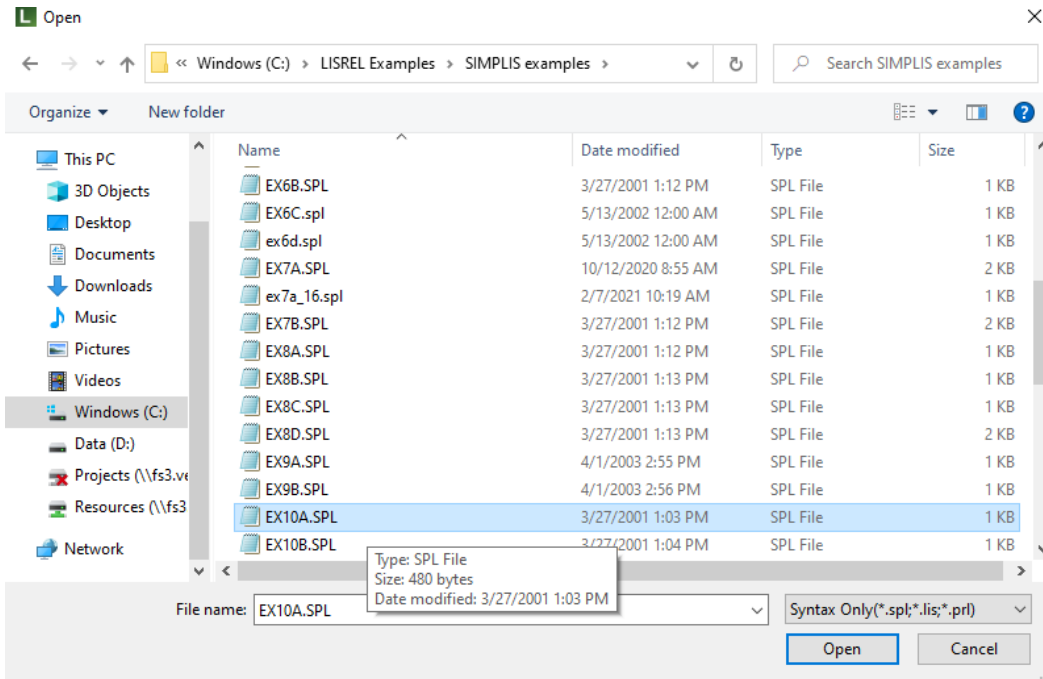 Open
« Windows (C:) › LISREL Examples › SIMPLIS examples ›
Search SIMPLIS examples
Organize
New folder
This PC
3D Objects
Desktop
Documents
Downloads
Music
Pictures
Videos
Windows (C:)
Data (D:)
Projects (\\fs3.ve
Resources (\\fs3
Network
Name Date modified Type Size
EX6B.SPL 3/27/2001 1:12 PM SPL File 1 KB
EX6C.spl 5/13/2002 12:00 AM SPL File 1 KB
ex6d.spl 5/13/2002 12:00 AM SPL File 1 KB
EX7A.SPL 10/12/2020 8:55 AM SPL File 2 KB
ex7a_16.spl 2/7/2021 10:19 AM SPL File 1 KB
EX7B.SPL 3/27/2001 1:12 PM SPL File 2 KB
EX8A.SPL 3/27/2001 1:12 PM SPL File 1 KB
EX8B.SPL 3/27/2001 1:13 PM SPL File 1 KB
EX8C.SPL 3/27/2001 1:13 PM SPL File 1 KB
EX8D.SPL 3/27/2001 1:13 PM SPL File 2 KB
EX9A.SPL 4/1/2003 2:55 PM SPL File 1 KB
EX9B.SPL 4/1/2003 2:56 PM SPL File 1 KB
EX10A.SPL 3/27/2001 1:03 PM SPL File 1 KB
EX10B.SPL 3/27/2001 1:04 PM SPL File 1 KB
Type: SPL File
Size: 480 bytes
Date modified: 3/27/2001 1:03 PM
File name: EX10A.SPL
Syntax Only(*.spl;*.lis;*.prl)
Open
Cancel